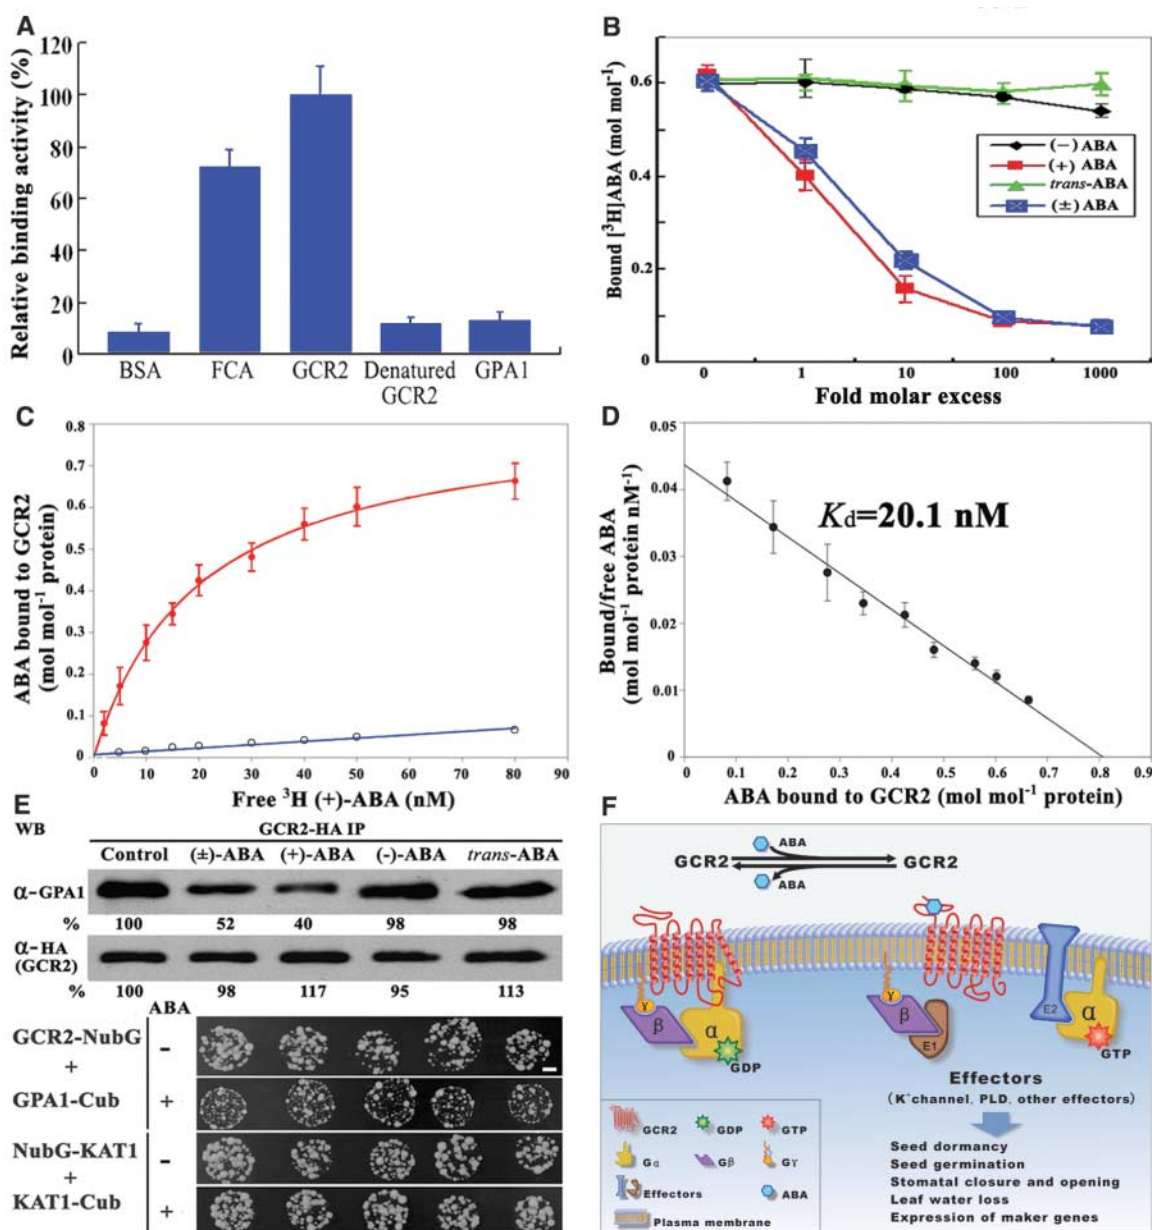 A
Relative binding activity (%)
120
100
80
60
40
20
0
BSA
FCA
GCR2
Denatured
GCR2
GPA1
B
Bound [³H]ABA (mol mol⁻¹)
0.6
0.4
0.2
0
(−) ABA
(+) ABA
trans-ABA
(±) ABA
0
1
10
100
1000
Fold molar excess
C
ABA bound to GCR2
(mol mol⁻¹ protein)
0.8
0.7
0.6
0.5
0.4
0.3
0.2
0.1
0
0
10
20
30
40
50
60
70
80
90
Free ³H (+)-ABA (nM)
D
Bound/free ABA
(mol mol⁻¹ protein nM⁻¹)
0.05
0.04
0.03
0.02
0.01
0
Kd=20.1 nM
0
0.1
0.2
0.3
0.4
0.5
0.6
0.7
0.8
0.9
ABA bound to GCR2 (mol mol⁻¹ protein)
E
WB
GCR2-HA IP
Control (±)-ABA (+)-ABA (-)-ABA trans-ABA
α-GPA1
% 100 52 40 98 98
α-HA
(GCR2)
% 100 98 117 95 113
ABA
GCR2-NubG
+
GPA1-Cub
−
+
NubG-KAT1
+
KAT1-Cub
−
+
F
ABA
GCR2
GCR2
ABA
γ
β
α
GDP
γ
β
E1
E2
α
GTP
Effectors
(K⁺channel, PLD, other effectors)
Seed dormancy
Seed germination
Stomatal closure and opening
Leaf water loss
Expression of maker genes
GCR2
GDP
GTP
Gα
Gβ
Gγ
Effectors
ABA
Plasma membrane